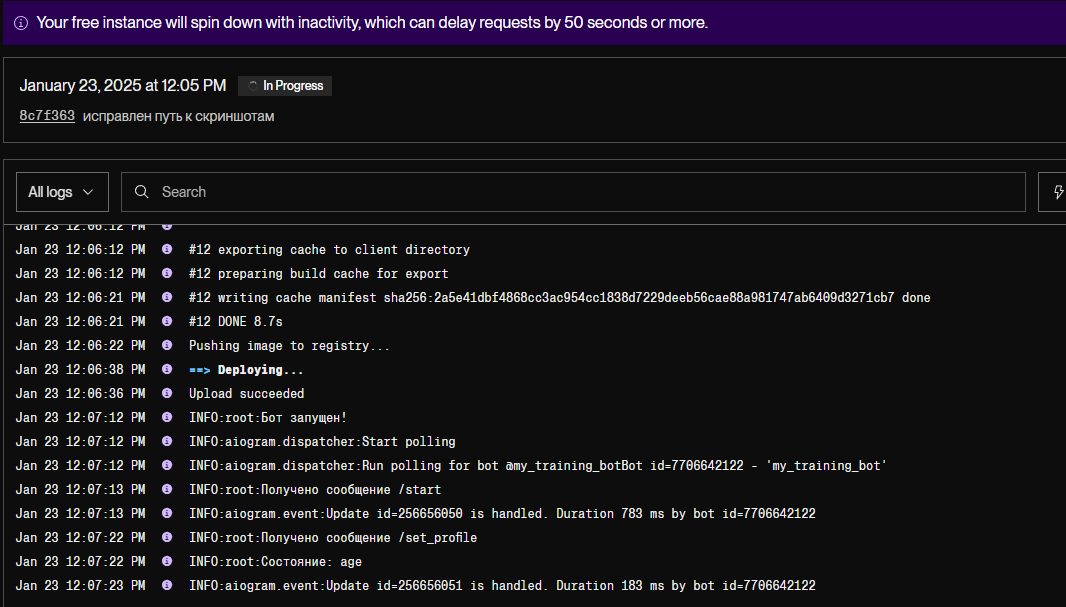 Your free instance will spin down with inactivity, which can delay requests by 50 seconds or more.
January 23, 2025 at 12:05 PM In Progress
8c7f363 исправлен путь к скриншотам
All logs Search
Jan 23 12:06:12 PM
Jan 23 12:06:12 PM #12 exporting cache to client directory
Jan 23 12:06:12 PM #12 preparing build cache for export
Jan 23 12:06:21 PM #12 writing cache manifest sha256:2a5e41dbf4868cc3ac954cc1838d7229deeb56cae88a981747ab6409d3271cb7 done
Jan 23 12:06:21 PM #12 DONE 8.7s
Jan 23 12:06:22 PM Pushing image to registry...
Jan 23 12:06:38 PM ==> Deploying...
Jan 23 12:06:36 PM Upload succeeded
Jan 23 12:07:12 PM INFO:root:Бот запущен!
Jan 23 12:07:12 PM INFO:aiogram.dispatcher:Start polling
Jan 23 12:07:12 PM INFO:aiogram.dispatcher:Run polling for bot @my_training_botBot id=7706642122 - 'my_training_bot'
Jan 23 12:07:13 PM INFO:root:Получено сообщение /start
Jan 23 12:07:13 PM INFO:aiogram.event:Update id=256656050 is handled. Duration 783 ms by bot id=7706642122
Jan 23 12:07:22 PM INFO:root:Получено сообщение /set_profile
Jan 23 12:07:22 PM INFO:root:Состояние: age
Jan 23 12:07:23 PM INFO:aiogram.event:Update id=256656051 is handled. Duration 183 ms by bot id=7706642122